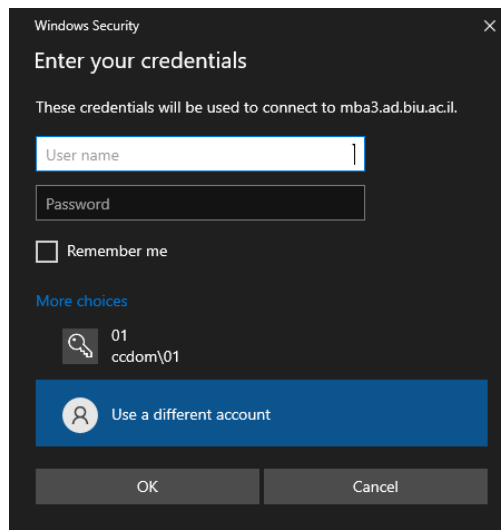 Windows Security
Enter your credentials
These credentials will be used to connect to mba3.ad.biu.ac.il.
User name
Password
Remember me
More choices
01
ccdom\01
Use a different account
OK Cancel